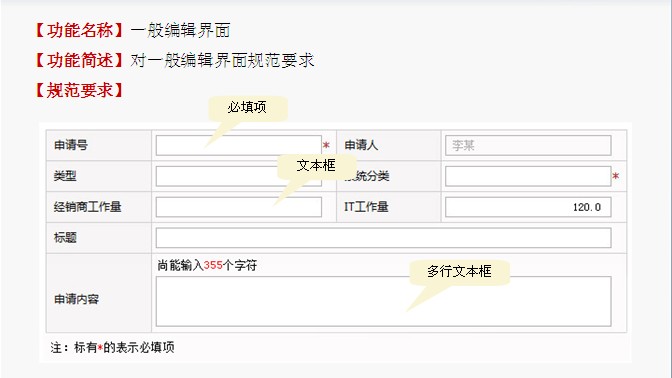 【功能名称】一般编辑界面
【功能简述】对一般编辑界面规范要求
【规范要求】
必填项
申请号 * 申请人 李某
文本框
类型 统分类 *
经销商工作量 IT工作量 120.0
标题
尚能输入355个字符
多行文本框
申请内容
注：标有*的表示必填项